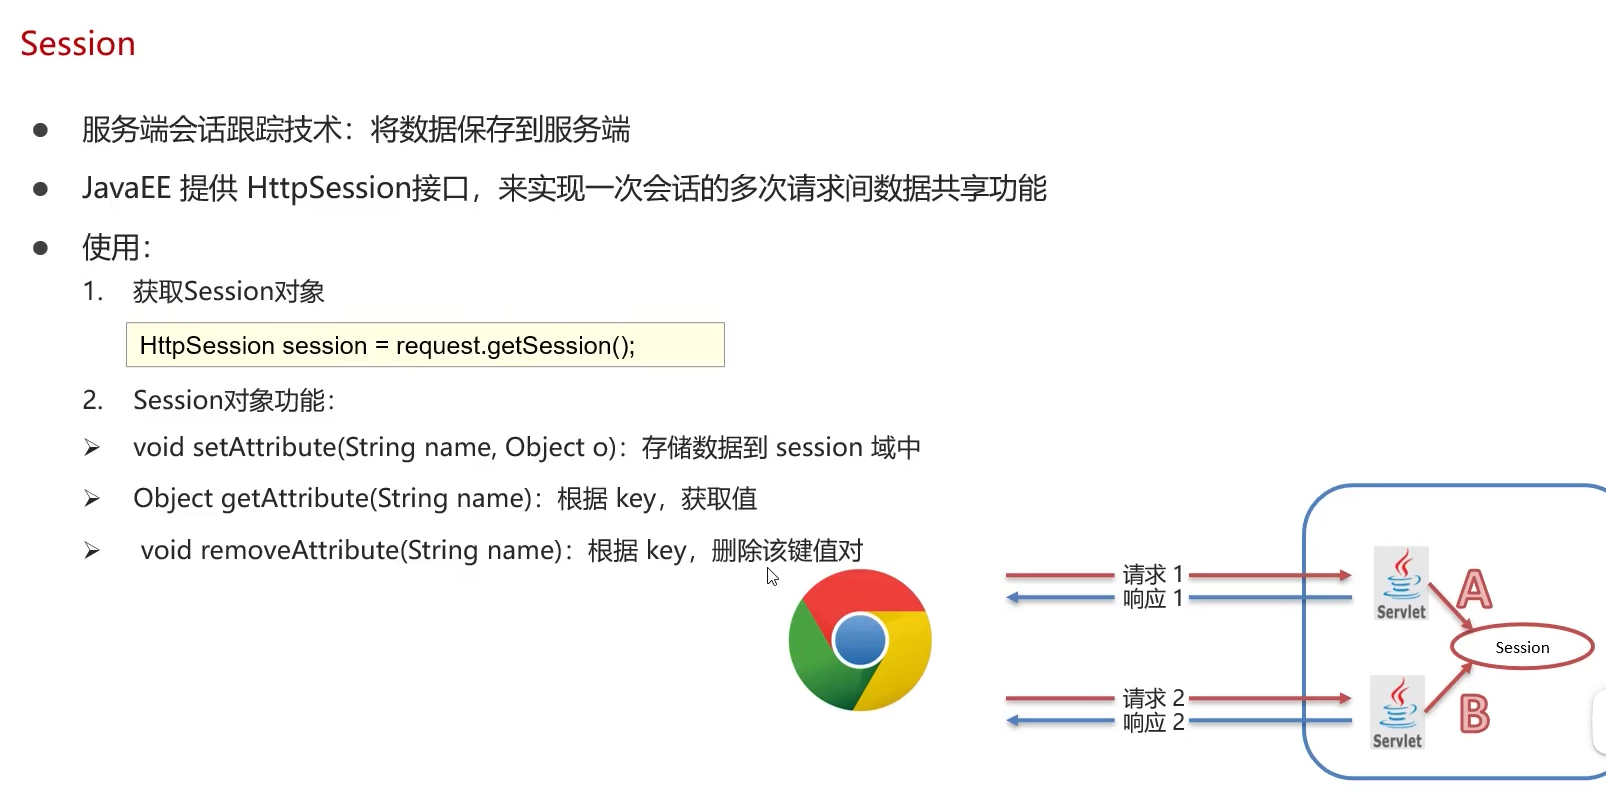 Session
● 服务端会话跟踪技术：将数据保存到服务端
● JavaEE 提供 HttpSession接口，来实现一次会话的多次请求间数据共享功能
● 使用：
1. 获取Session对象
HttpSession session = request.getSession();
2. Session对象功能：
➢ void setAttribute(String name, Object o)：存储数据到 session 域中
➢ Object getAttribute(String name)：根据 key，获取值
➢ void removeAttribute(String name)：根据 key，删除该键值对
请求 1
响应 1
Servlet
A
Session
请求 2
响应 2
Servlet
B